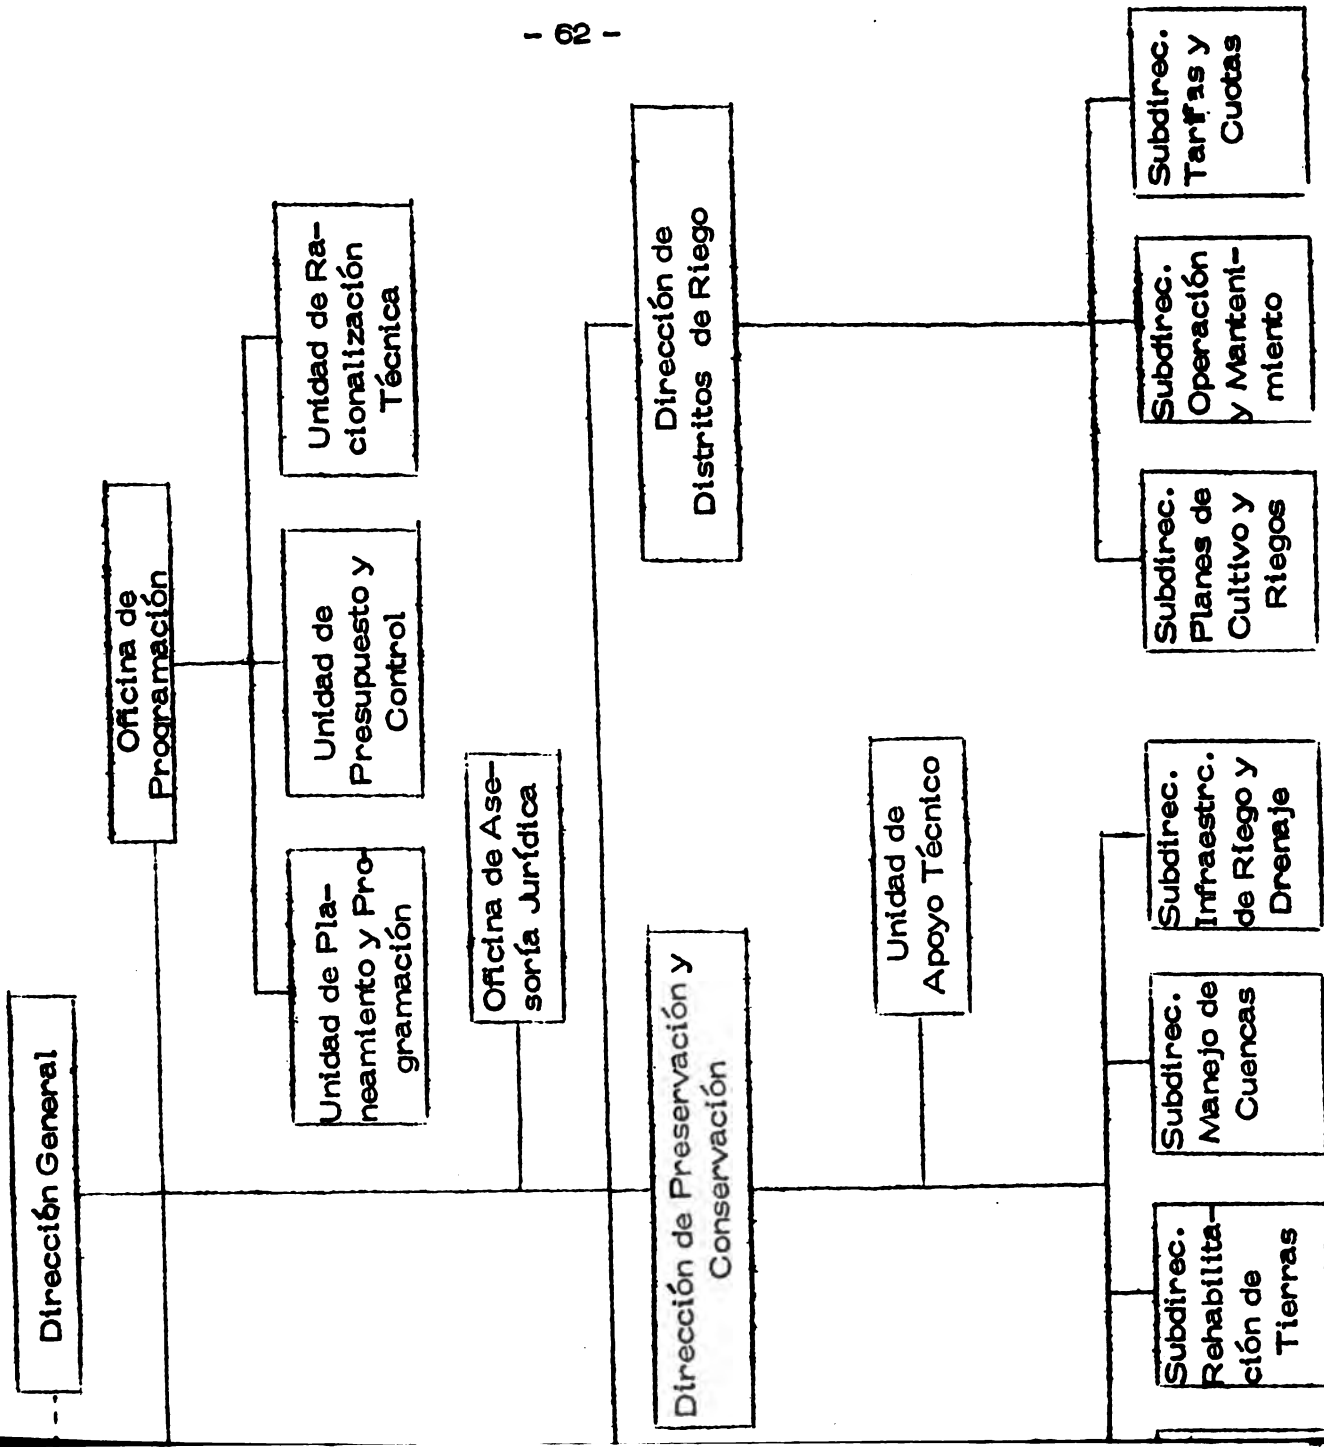 - 62 -
Dirección General
Oficina de
Programación
Unidad de Pla-
neamiento y Pro-
gramación
Unidad de
Presupuesto y
Control
Unidad de Ra-
cionalización
Técnica
Oficina de Ase-
soría Jurídica
Dirección de Preservación y
Conservación
Dirección de
Distritos de Riego
Unidad de
Apoyo Técnico
Subdirec.
Rehabilita-
ción de
Tierras
Subdirec.
Manejo de
Cuencas
Subdirec.
Infraestrc.
de Riego y
Drenaje
Subdirec.
Planes de
Cultivo y
Riegos
Subdirec.
Operación
y Manteni-
miento
Subdirec.
Tarifas y
Cuotas